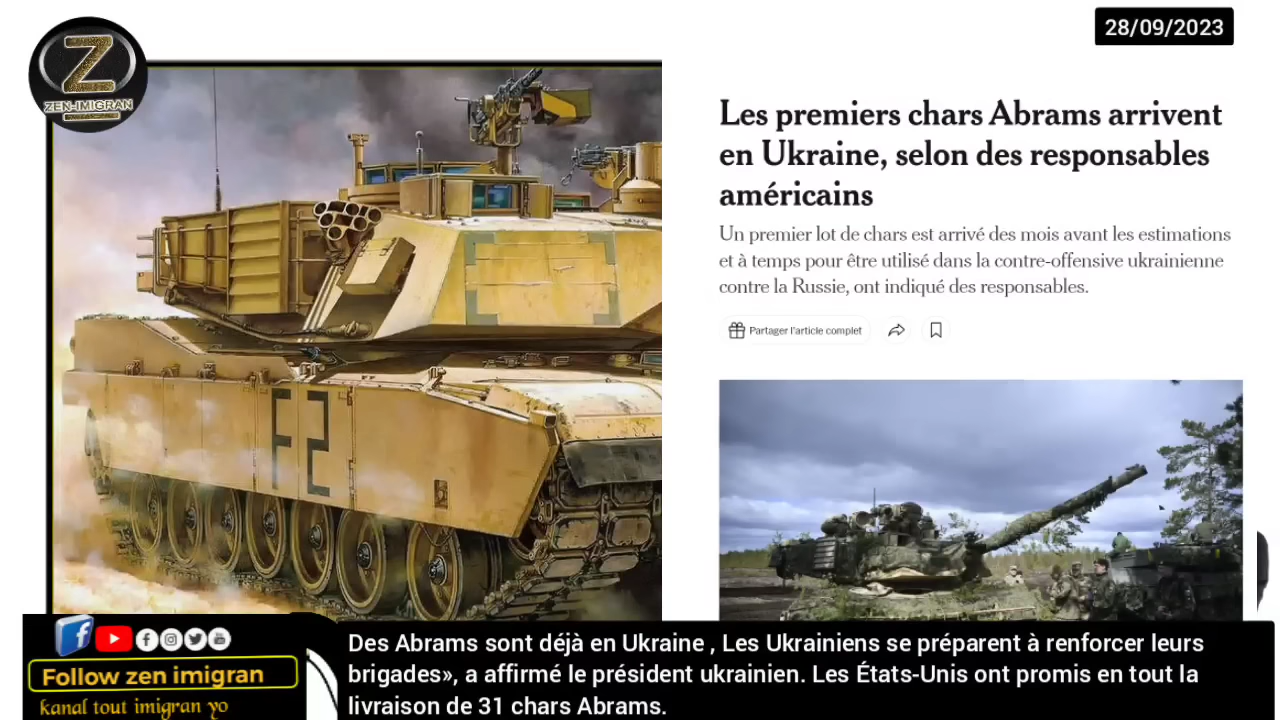 28/09/2023
Z
ZEN-IMIGRAN
Les premiers chars Abrams arrivent
en Ukraine, selon des responsables
américains
Un premier lot de chars est arrivé des mois avant les estimations
et à temps pour être utilisé dans la contre-offensive ukrainienne
contre la Russie, ont indiqué des responsables.
Partager l'article complet
F2
Follow zen imigran
kanal tout imigran yo
Des Abrams sont déjà en Ukraine , Les Ukrainiens se préparent à renforcer leurs
brigades», a affirmé le président ukrainien. Les États-Unis ont promis en tout la
livraison de 31 chars Abrams.